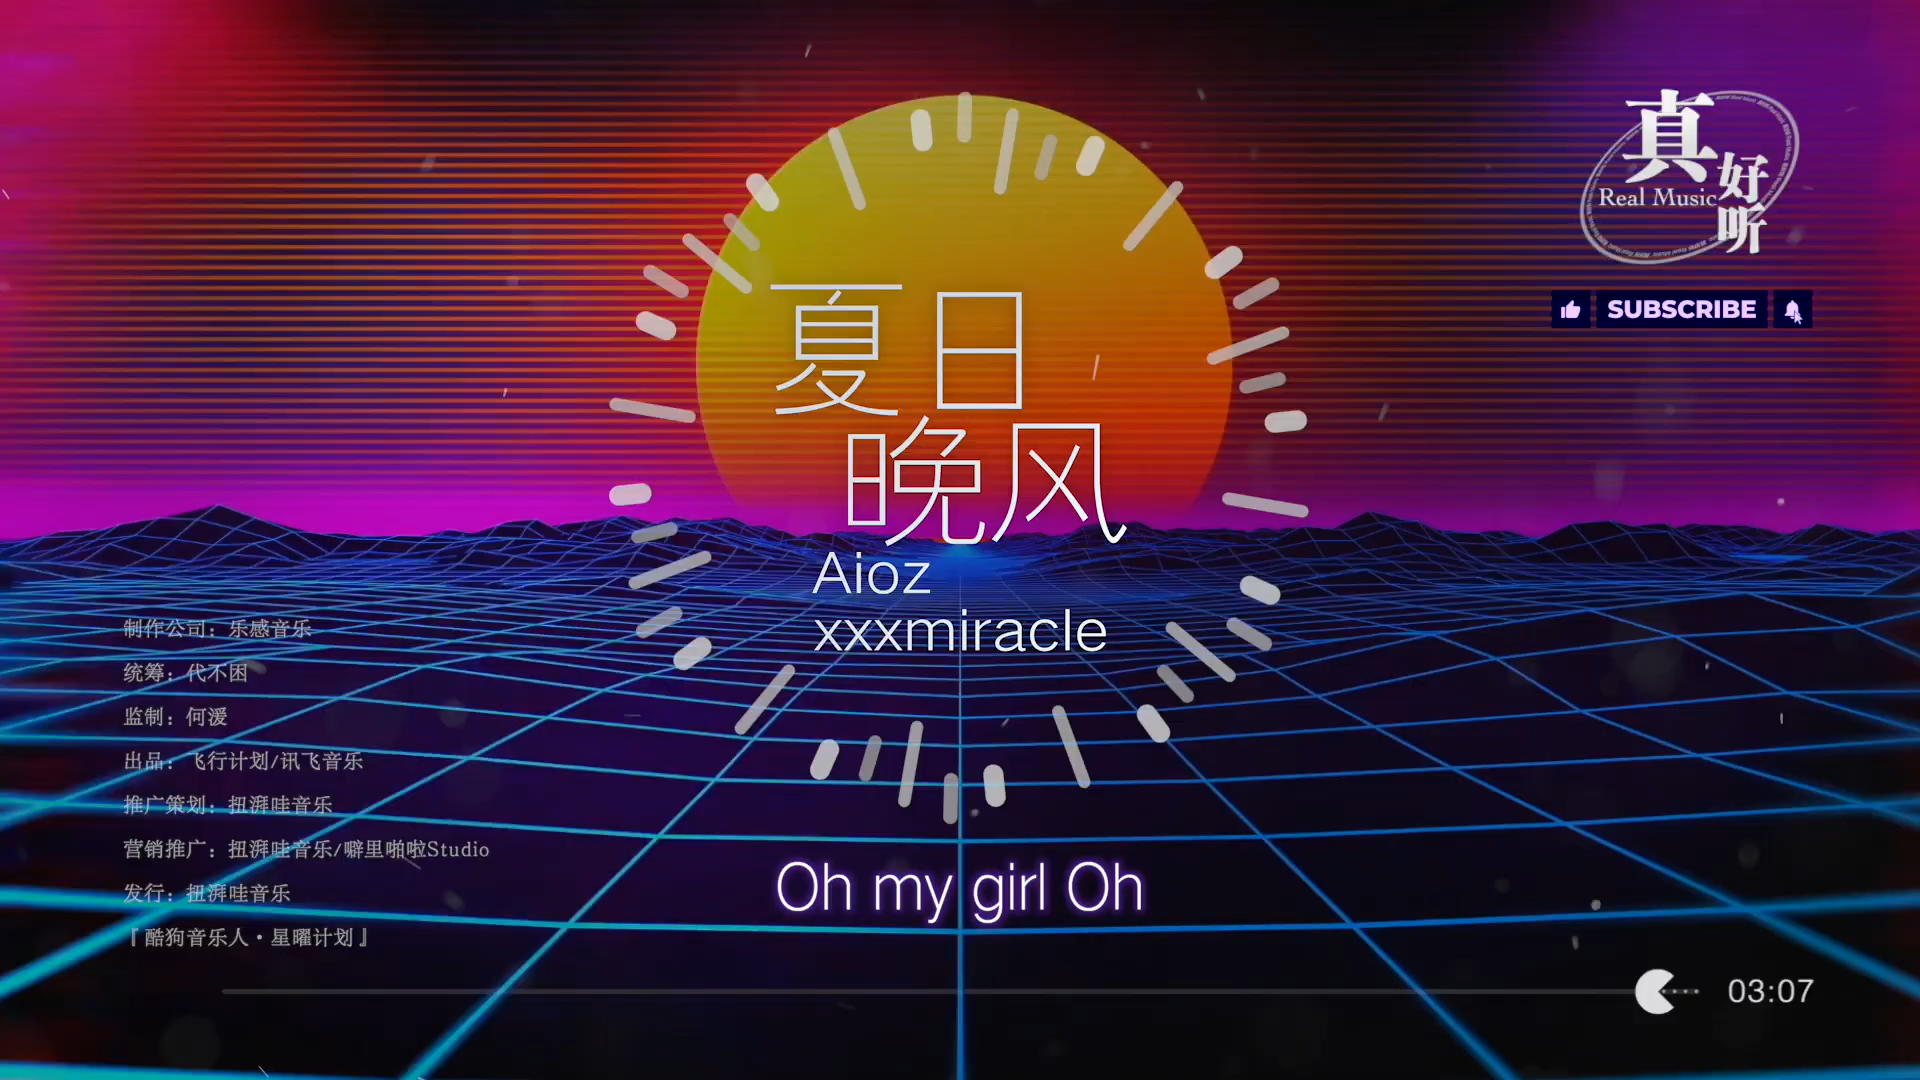 真好听
Real Music
SUBSCRIBE
夏日
晚风
Aioz
xxxmiracle
制作公司：乐感音乐
统筹：代不困
监制：何湲
出品：飞行计划/讯飞音乐
推广策划：扭湃哇音乐
营销推广：扭湃哇音乐/噼里啪啦Studio
发行：扭湃哇音乐
『酷狗音乐人·星曜计划』
Oh my girl Oh
03:07